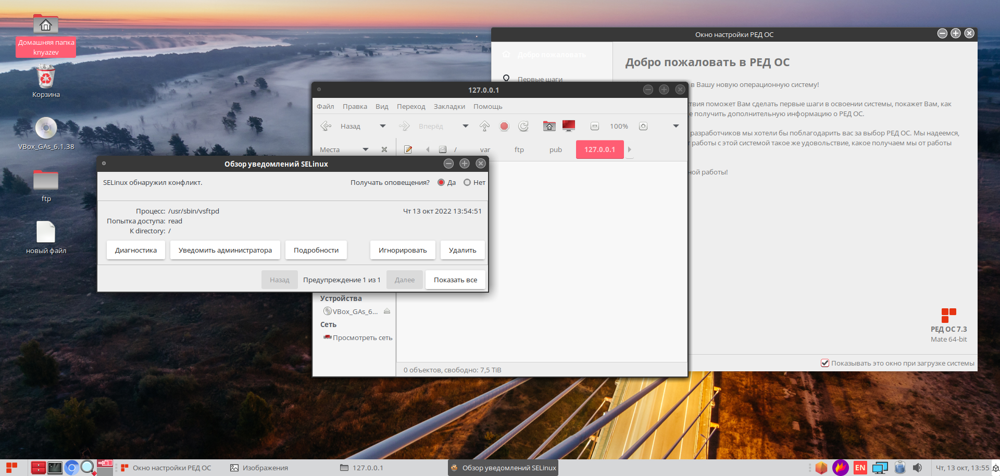 Домашняя папка
knyazev
Корзина
VBox_GAs_6.1.38
ftp
новый файл
Окно настройки РЕД ОС
Добро пожаловать
Первые шаги
Добро пожаловать в РЕД ОС
в Вашу новую операционную систему!
твия поможет Вам сделать первые шаги в освоении системы, покажет Вам, как
е получить дополнительную информацию о РЕД ОС.
разработчиков мы хотели бы поблагодарить вас за выбор РЕД ОС. Мы надеемся,
т работы с этой системой такое же удовольствие, какое получаем мы от работы
ной работы!
РЕД ОС 7.3
Mate 64-bit
Показывать это окно при загрузке системы
127.0.0.1
Файл Правка Вид Переход Закладки Помощь
Назад Вперёд 100%
Места / var ftp pub 127.0.0.1
Устройства
VBox_GAs_6...
Сеть
Просмотреть сеть
0 объектов, свободно: 7,5 TiB
Обзор уведомлений SELinux
SELinux обнаружил конфликт. Получать оповещения? Да Нет
Процесс: /usr/sbin/vsftpd Чт 13 окт 2022 13:54:51
Попытка доступа: read
К directory: /
Диагностика Уведомить администратора Подробности Игнорировать Удалить
Назад Предупреждение 1 из 1 Далее Показать все
Окно настройки РЕД ОС Изображения 127.0.0.1 Обзор уведомлений SELinux EN Чт, 13 окт, 13:55